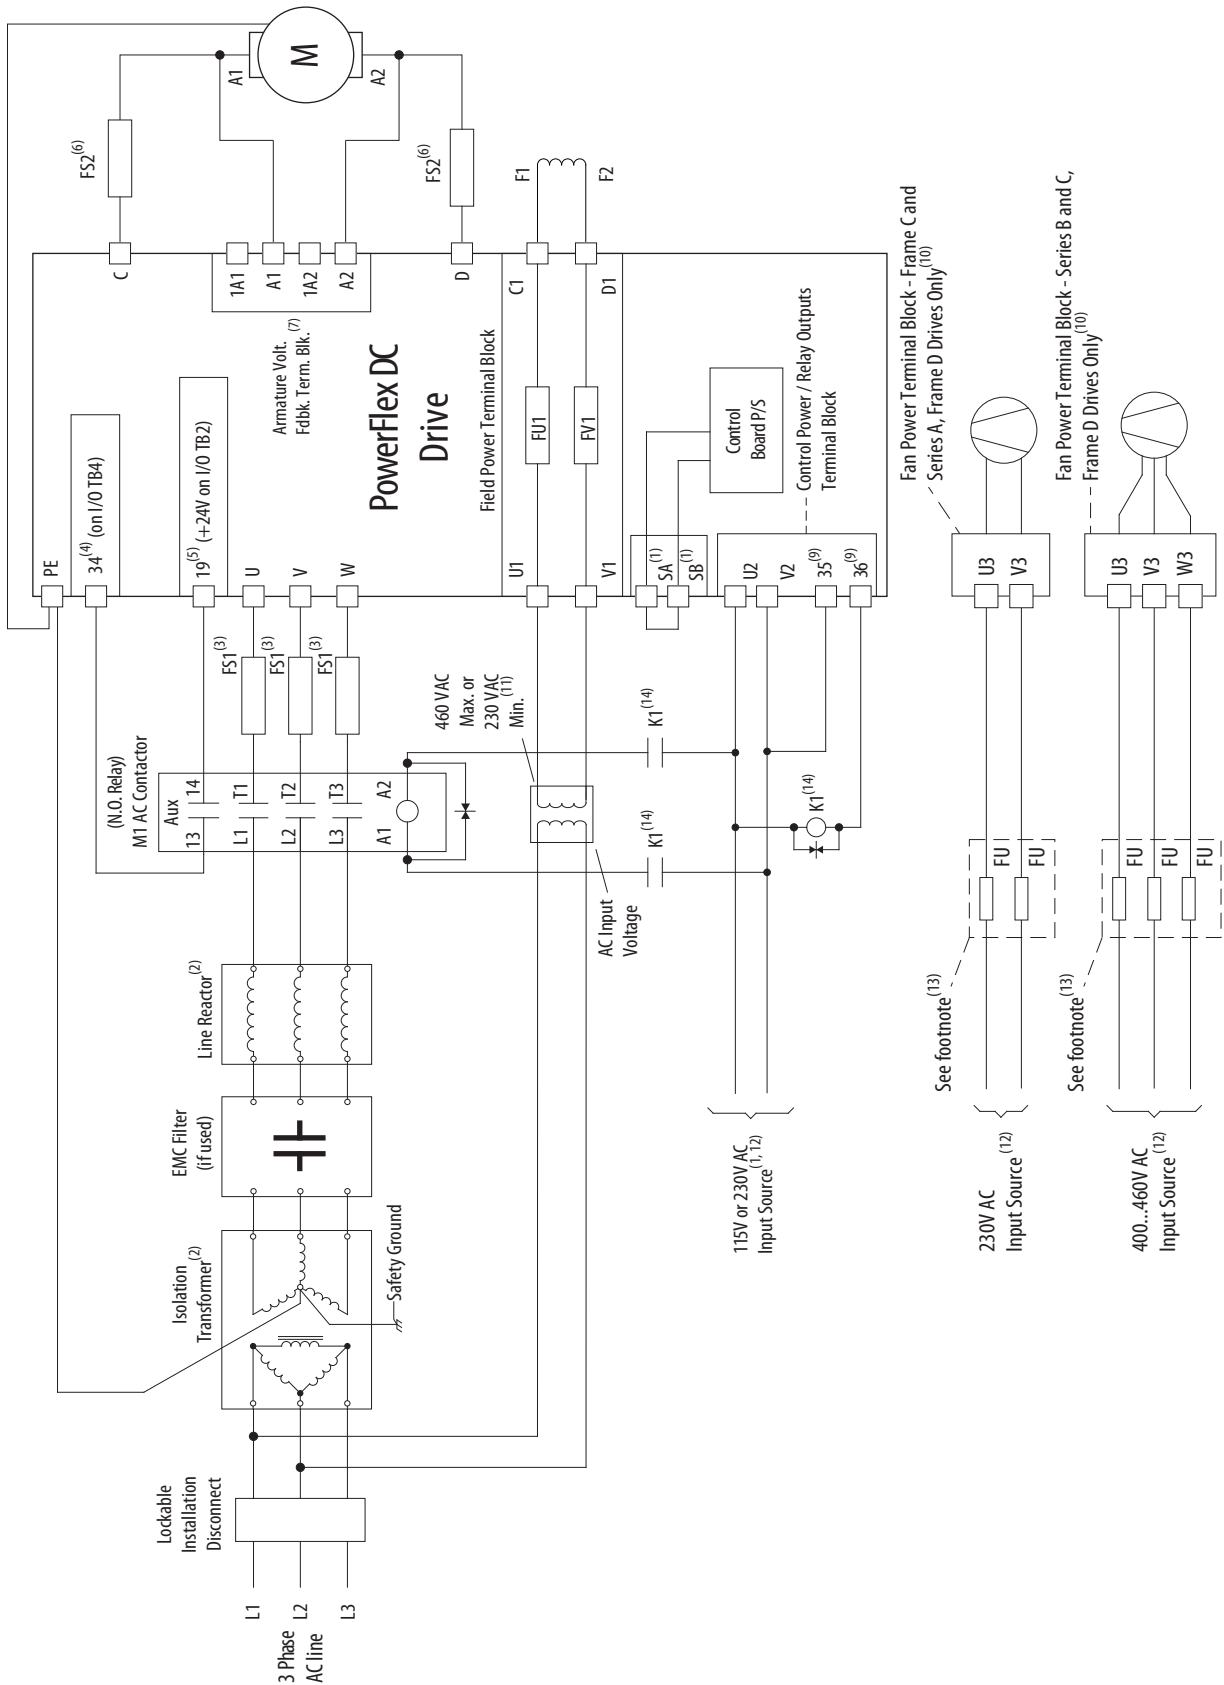 3 Phase
AC line
L1
L2
L3
Lockable
Installation
Disconnect
Isolation
Transformer(2)
Safety Ground
EMC Filter
(if used)
Line Reactor(2)
(N.O. Relay)
M1 AC Contactor
Aux
13
14
L1
T1
L2
T2
L3
T3
A1
A2
FS1(3)
FS1(3)
FS1(3)
PE
34(4) (on I/O TB4)
19(5) (+24V on I/O TB2)
U
V
W
PowerFlex DC
Drive
Armature Volt.
Fdbk. Term. Blk.(7)
C
1A1
A1
1A2
A2
D
FS2(6)
FS2(6)
A1
M
A2
Field Power Terminal Block
U1
V1
FU1
FV1
C1
D1
F1
F2
460 VAC
Max. or
230 VAC
Min.(11)
AC Input
Voltage
SA(1)
SB(1)
Control
Board P/S
U2
V2
35(9)
36(9)
Control Power / Relay Outputs
Terminal Block
K1(14)
K1(14)
K1(14)
115V or 230V AC
Input Source(1, 12)
Fan Power Terminal Block - Frame C and
Series A, Frame D Drives Only(10)
U3
V3
FU
FU
See footnote(13)
230V AC
Input Source(12)
Fan Power Terminal Block - Series B and C,
Frame D Drives Only(10)
U3
V3
W3
FU
FU
FU
See footnote(13)
400...460V AC
Input Source(12)